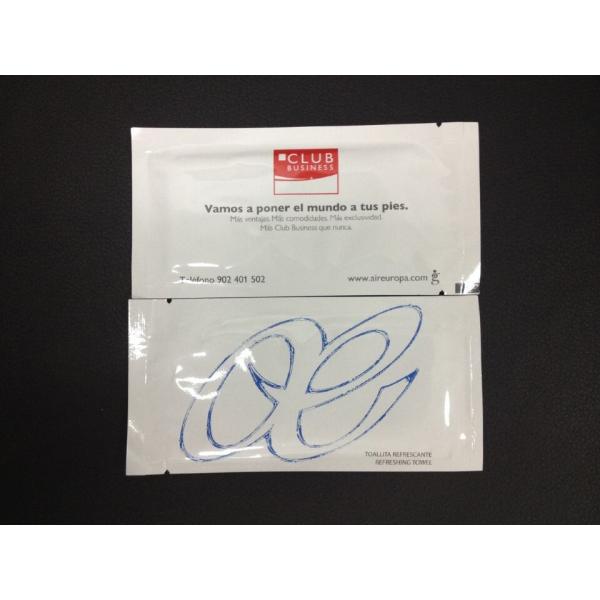 CLUB
BUSINESS
Vamos a poner el mundo a tus pies.
Más ventajas. Más comodidades. Más exclusividad.
Más Club Business que nunca.
Teléfono 902 401 502
www.aireuropa.com
ae
TOALLITA REFRESCANTE
REFRESHING TOWEL